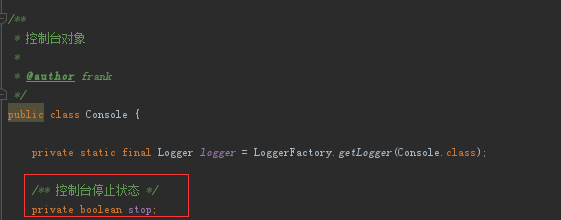 /**
 * 控制台对象
 *
 * @author frank
 */
public class Console {
private static final Logger logger = LoggerFactory.getLogger(Console.class);
/** 控制台停止状态 */
private boolean stop;